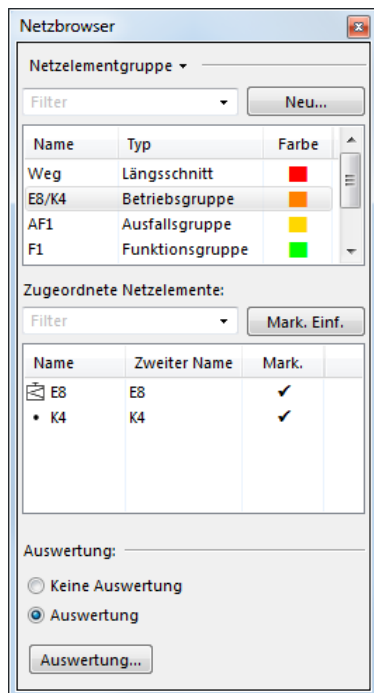 Netzbrowser
Netzelementgruppe
Filter Neu...
Name Typ Farbe
Weg Längsschnitt
E8/K4 Betriebsgruppe
AF1 Ausfallsgruppe
F1 Funktionsgruppe
Zugeordnete Netzelemente:
Filter Mark. Einf.
Name Zweiter Name Mark.
E8 E8 ✔
K4 K4 ✔
Auswertung:
Keine Auswertung
Auswertung
Auswertung...